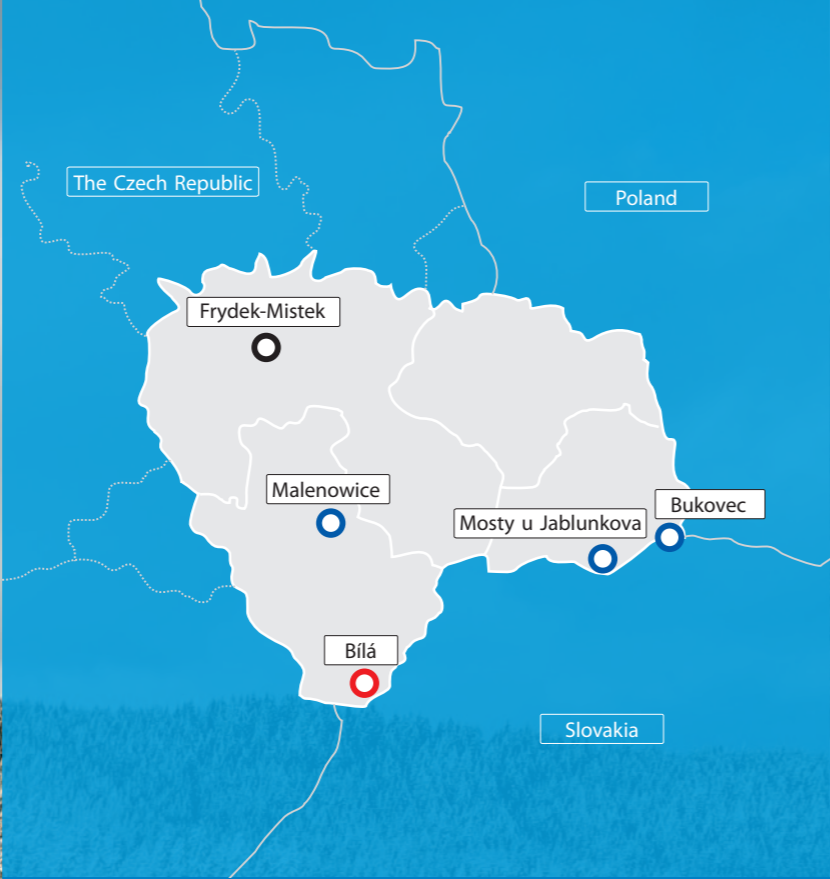 The Czech Republic
Poland
Frydek-Mistek
Malenowice
Bukovec
Mosty u Jablunkova
Bílá
Slovakia